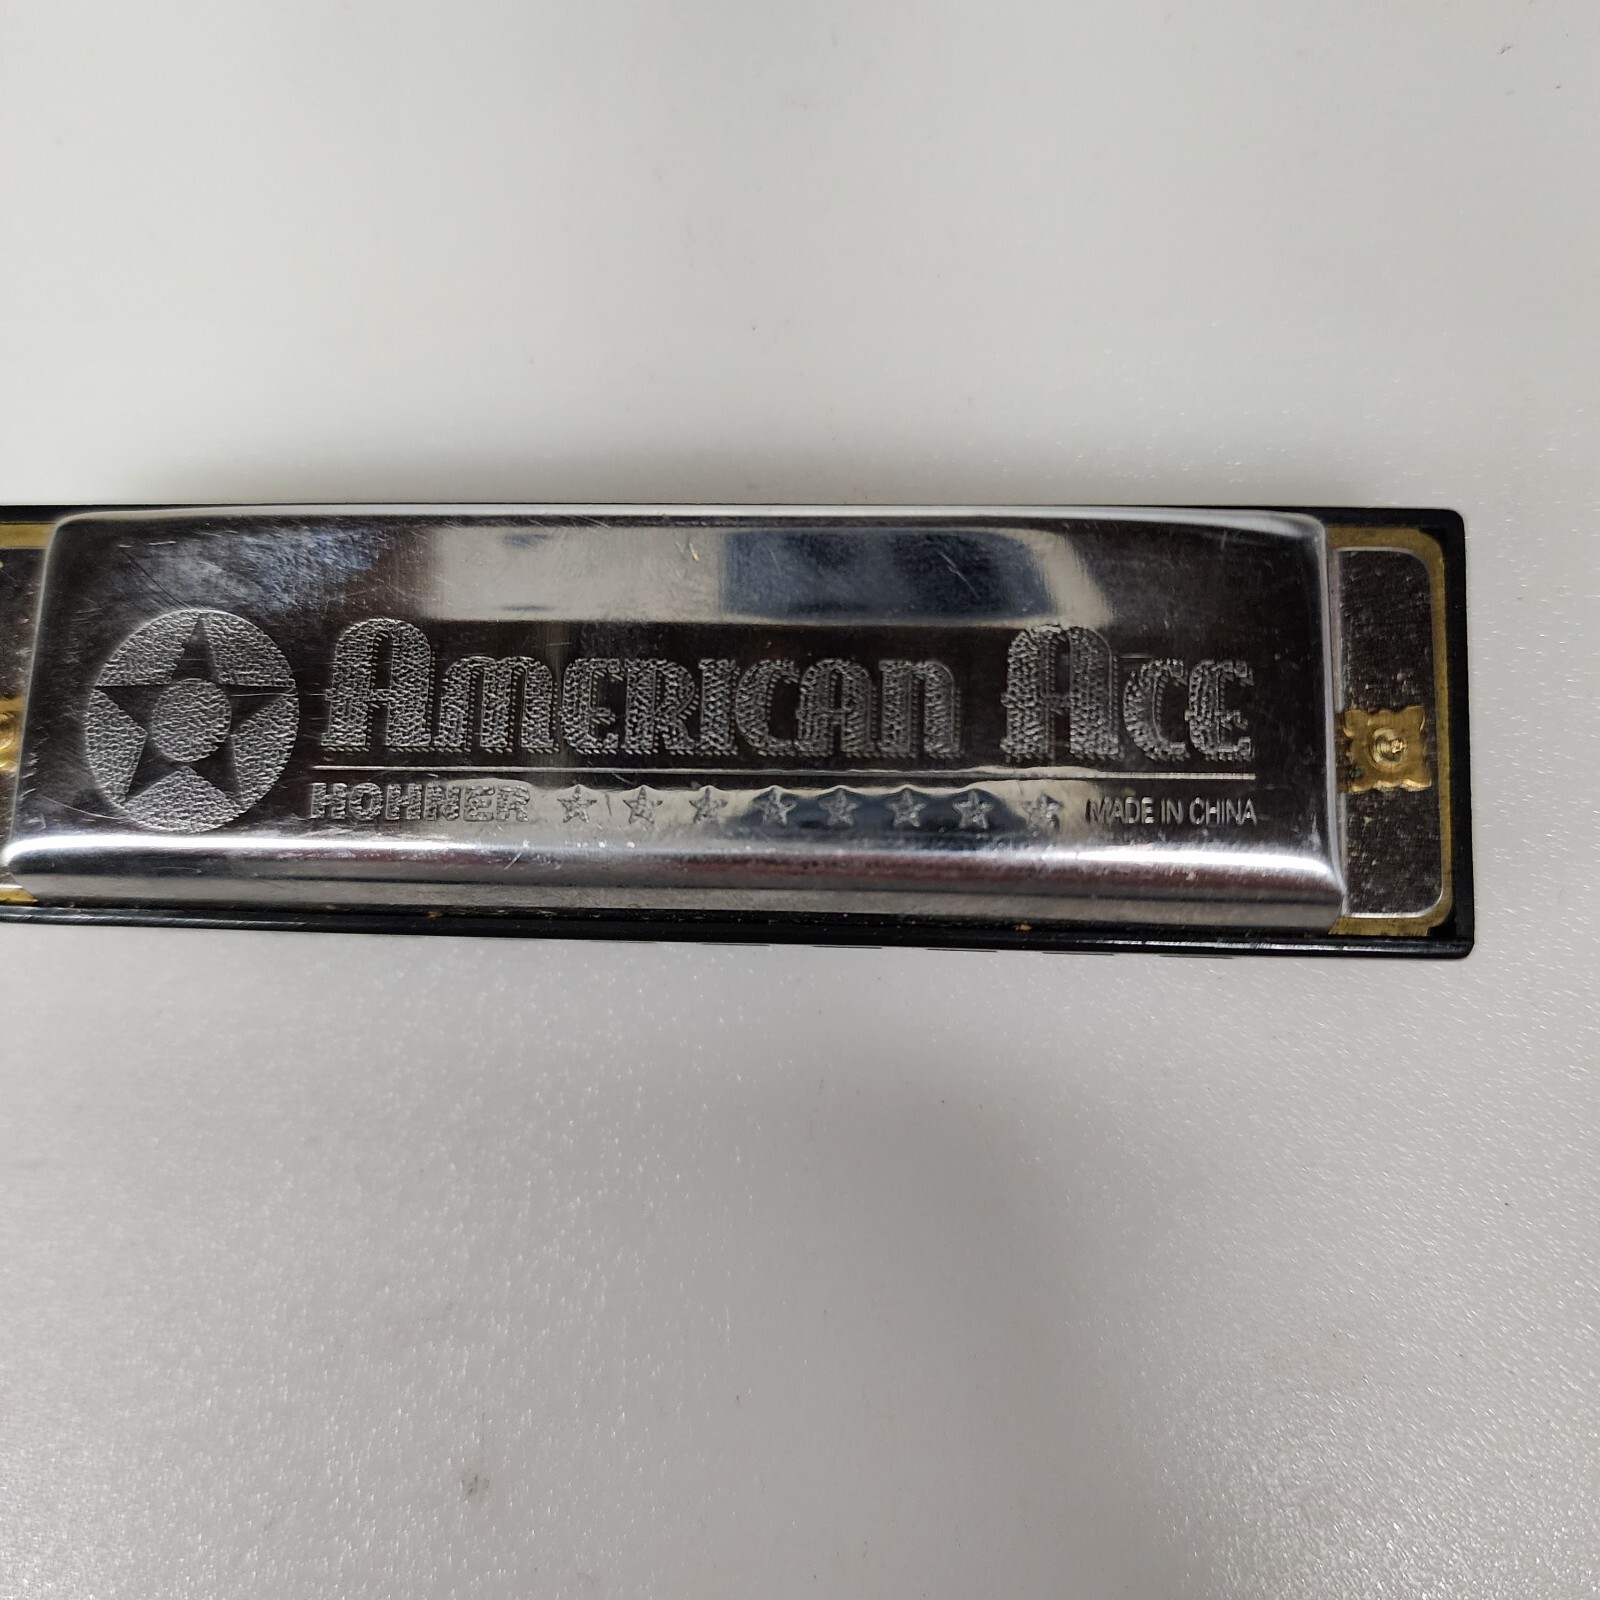 AMERICAN ACE
HOHNER ★ ★ ★ ★ ★ ★ ★ ★ MADE IN CHINA